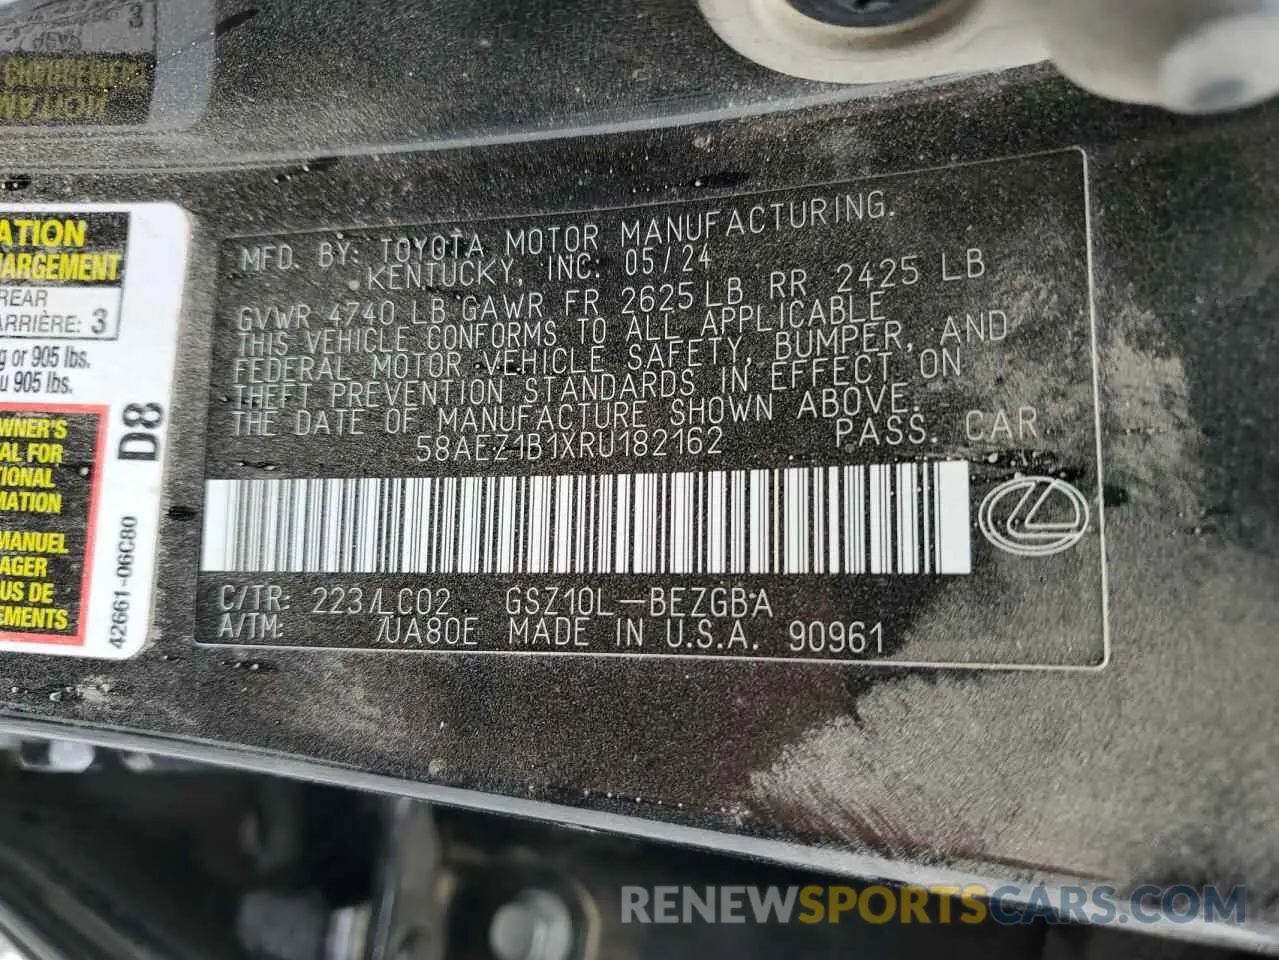 MFD. BY: TOYOTA MOTOR MANUFACTURING.
KENTUCKY, INC. 05/24
GVWR 4740 LB GAWR FR 2625 LB RR 2425 LB
THIS VEHICLE CONFORMS TO ALL APPLICABLE
FEDERAL MOTOR VEHICLE SAFETY, BUMPER, AND
THEFT PREVENTION STANDARDS IN EFFECT ON
THE DATE OF MANUFACTURE SHOWN ABOVE.
58AEZ1B1XRU182162 PASS. CAR
C/TR: 223/LC02 GSZ10L-BEZGBA
A/TM: /UA80E MADE IN U.S.A. 90961
ATION
HARGEMENT
REAR
ARRIÈRE: 3
g or 905 lbs.
u 905 lbs.
WNER'S
AL FOR
TIONAL
MATION
MANUEL
AGER
US DE
EMENTS
D8
42661-06C80
RENEWSPORTSCARS.COM